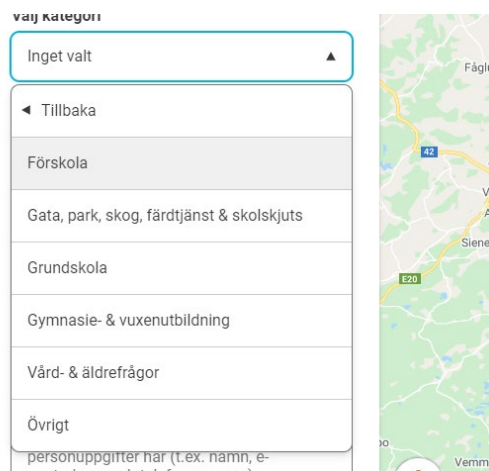 Välj kategori
Inget valt
Tillbaka
Förskola
Gata, park, skog, färdtjänst & skolskjuts
Grundskola
Gymnasie- & vuxenutbildning
Vård- & äldrefrågor
Övrigt
personuppgifter här (t.ex. namn, e-
Fåglu
42
Siene
E20
Vemm